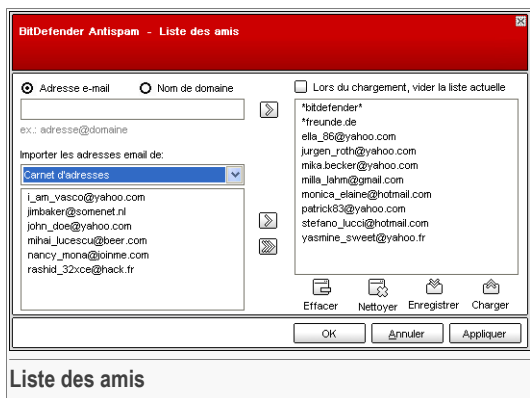 BitDefender Antispam - Liste des amis
Adresse e-mail
Nom de domaine
ex.: adresse@domaine
Importer les adresses email de:
Carnet d'adresses
i_am_vasco@yahoo.com
jimbaker@somenet.nl
john_doe@yahoo.com
mihai_lucescu@beer.com
nancy_mona@joinme.com
rashid_32xce@hack.fr
Lors du chargement, vider la liste actuelle
*bitdefender*
*freunde.de
ella_86@yahoo.com
jurgen_roth@yahoo.com
mika.becker@yahoo.com
milla_lahm@gmail.com
monica_elaine@hotmail.com
patrick83@yahoo.com
stefano_lucci@hotmail.com
yasmine_sweet@yahoo.fr
Effacer
Nettoyer
Enregistrer
Charger
OK
Annuler
Appliquer
Liste des amis